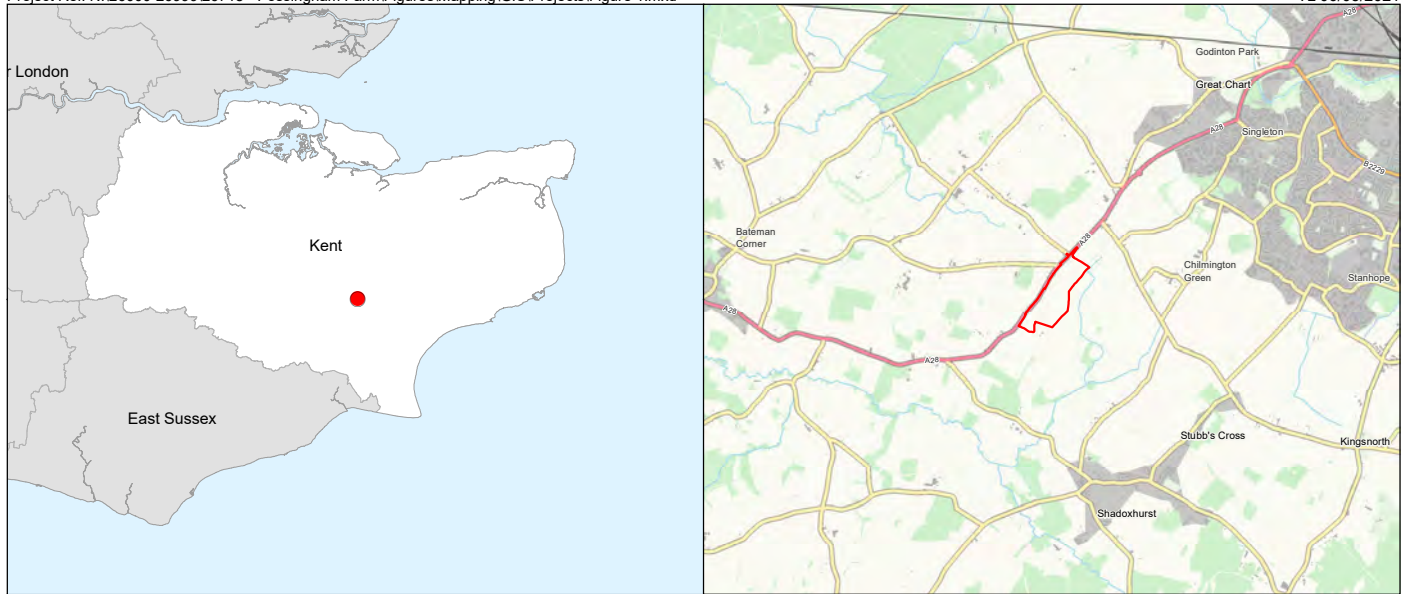 r London
Kent
East Sussex
A28
Godinton Park
Great Chart
A28
Singleton
B2229
Bateman
Corner
A28
Chilmington
Green
Stanhope
A28
A28
Stubb's Cross
Kingsnorth
Shadoxhurst